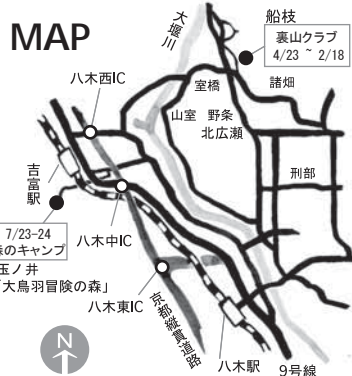 MAP
大堰川
船枝
裏山クラブ
4/23 ~ 2/18
八木西IC
室橋
諸畑
山室 野条
北広瀬
吉富駅
刑部
7/23-24
のキャンプ
八木中IC
玉ノ井
「大鳥羽冒険の森」
八木東IC
京都縦貫道路
八木駅
9号線
N